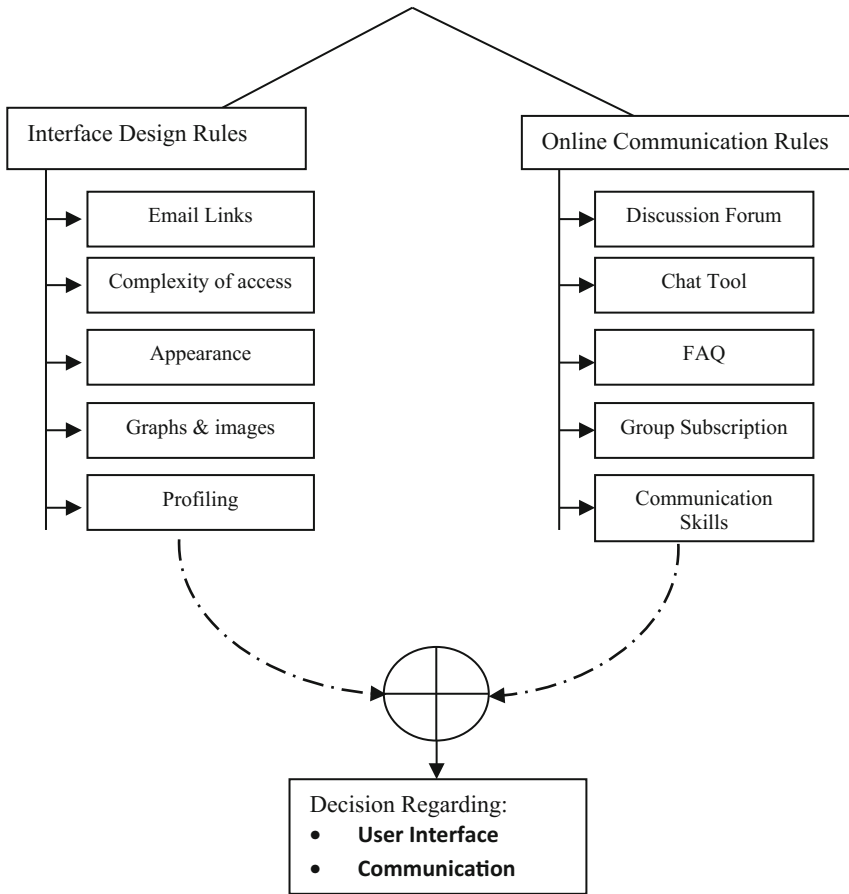 Interface Design Rules
Email Links
Complexity of access
Appearance
Graphs & images
Profiling
Online Communication Rules
Discussion Forum
Chat Tool
FAQ
Group Subscription
Communication
Skills
Decision Regarding:
• User Interface
• Communication